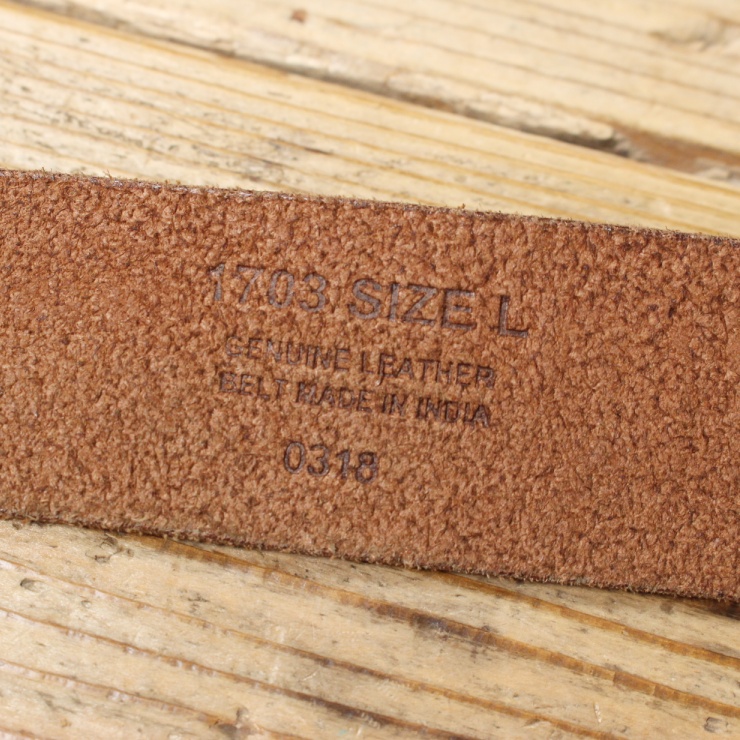 1703 SIZE L
GENUINE LEATHER
BELT MADE IN INDIA
0318